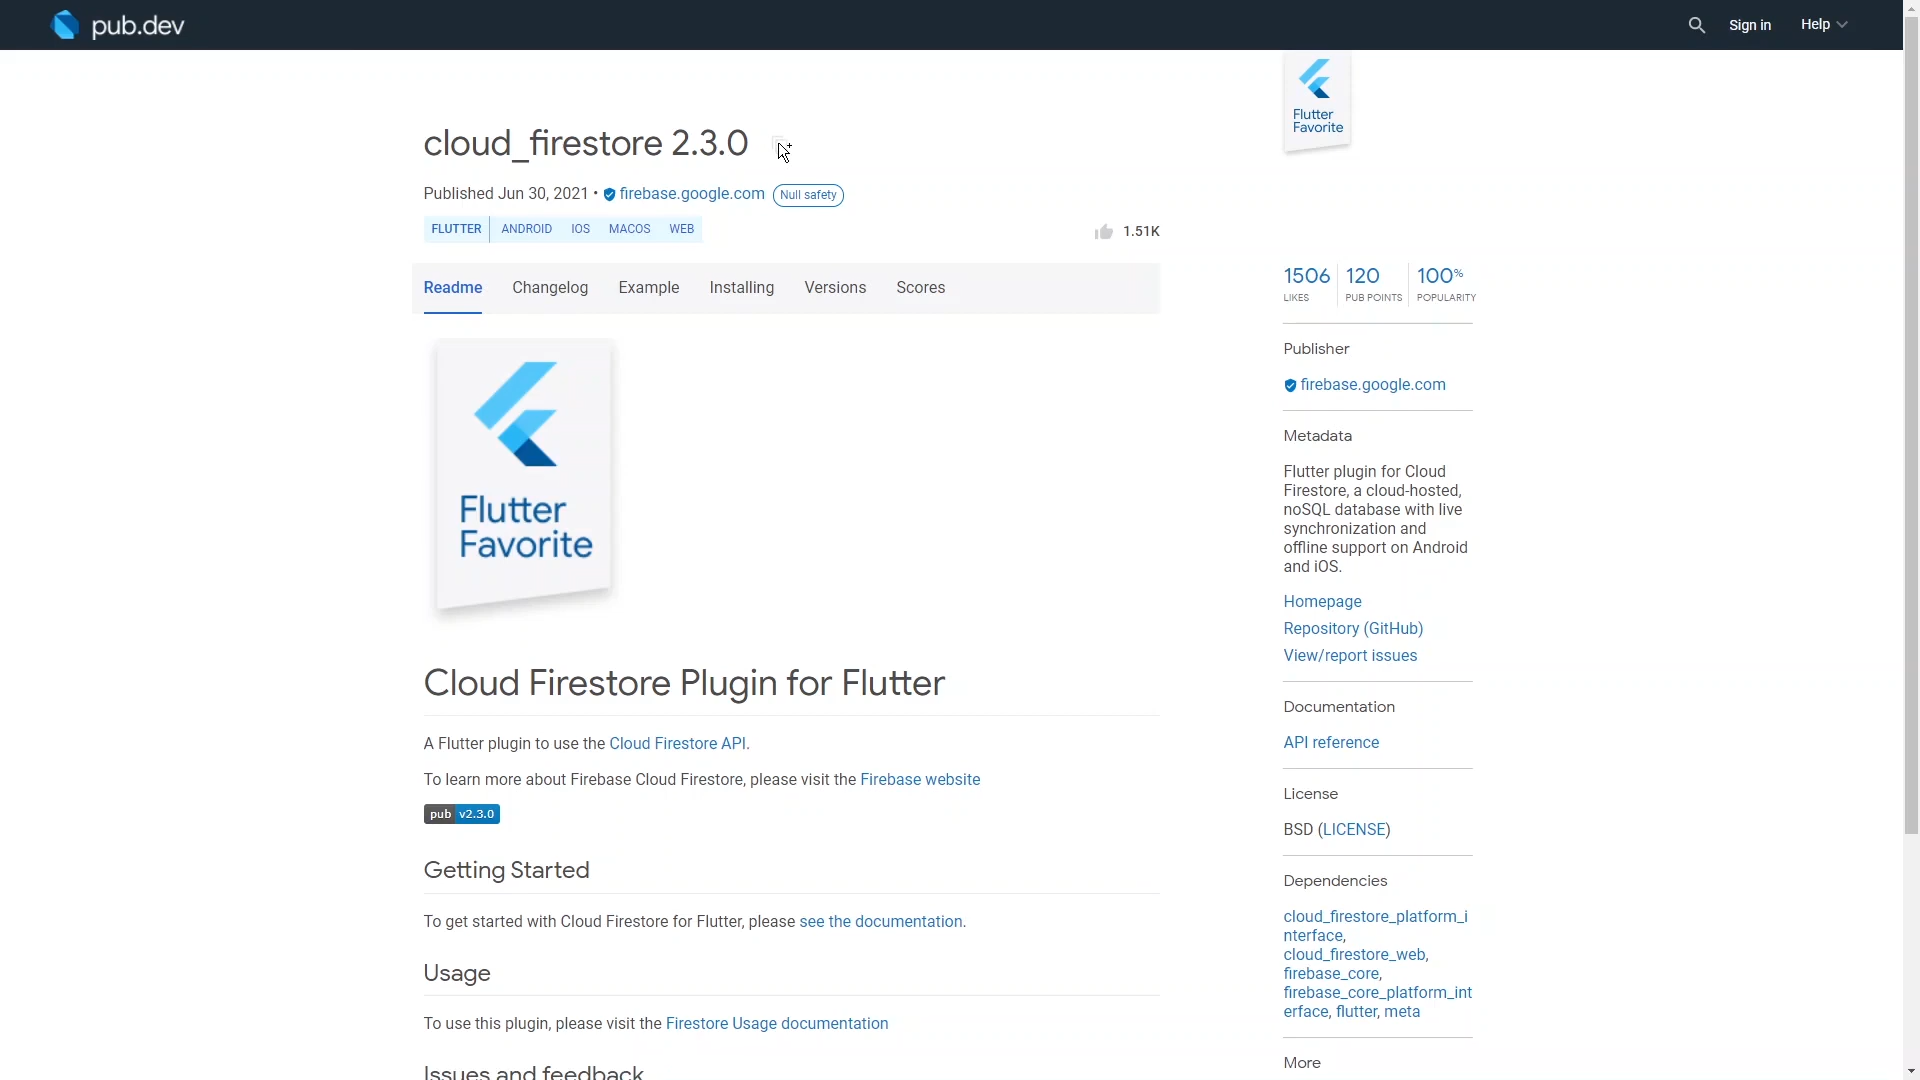 pub.dev
Sign in
Help
Flutter
Favorite
cloud_firestore 2.3.0
Published Jun 30, 2021 • firebase.google.com Null safety
FLUTTER ANDROID IOS MACOS WEB
1.51K
Readme Changelog Example Installing Versions Scores
Flutter
Favorite
Cloud Firestore Plugin for Flutter
A Flutter plugin to use the Cloud Firestore API.
To learn more about Firebase Cloud Firestore, please visit the Firebase website
pub v2.3.0
Getting Started
To get started with Cloud Firestore for Flutter, please see the documentation.
Usage
To use this plugin, please visit the Firestore Usage documentation
Issues and feedback
1506 120 100%
LIKES PUB POINTS POPULARITY
Publisher
firebase.google.com
Metadata
Flutter plugin for Cloud
Firestore, a cloud-hosted,
noSQL database with live
synchronization and
offline support on Android
and iOS.
Homepage
Repository (GitHub)
View/report issues
Documentation
API reference
License
BSD (LICENSE)
Dependencies
cloud_firestore_platform_i
nterface,
cloud_firestore_web,
firebase_core,
firebase_core_platform_int
erface, flutter, meta
More